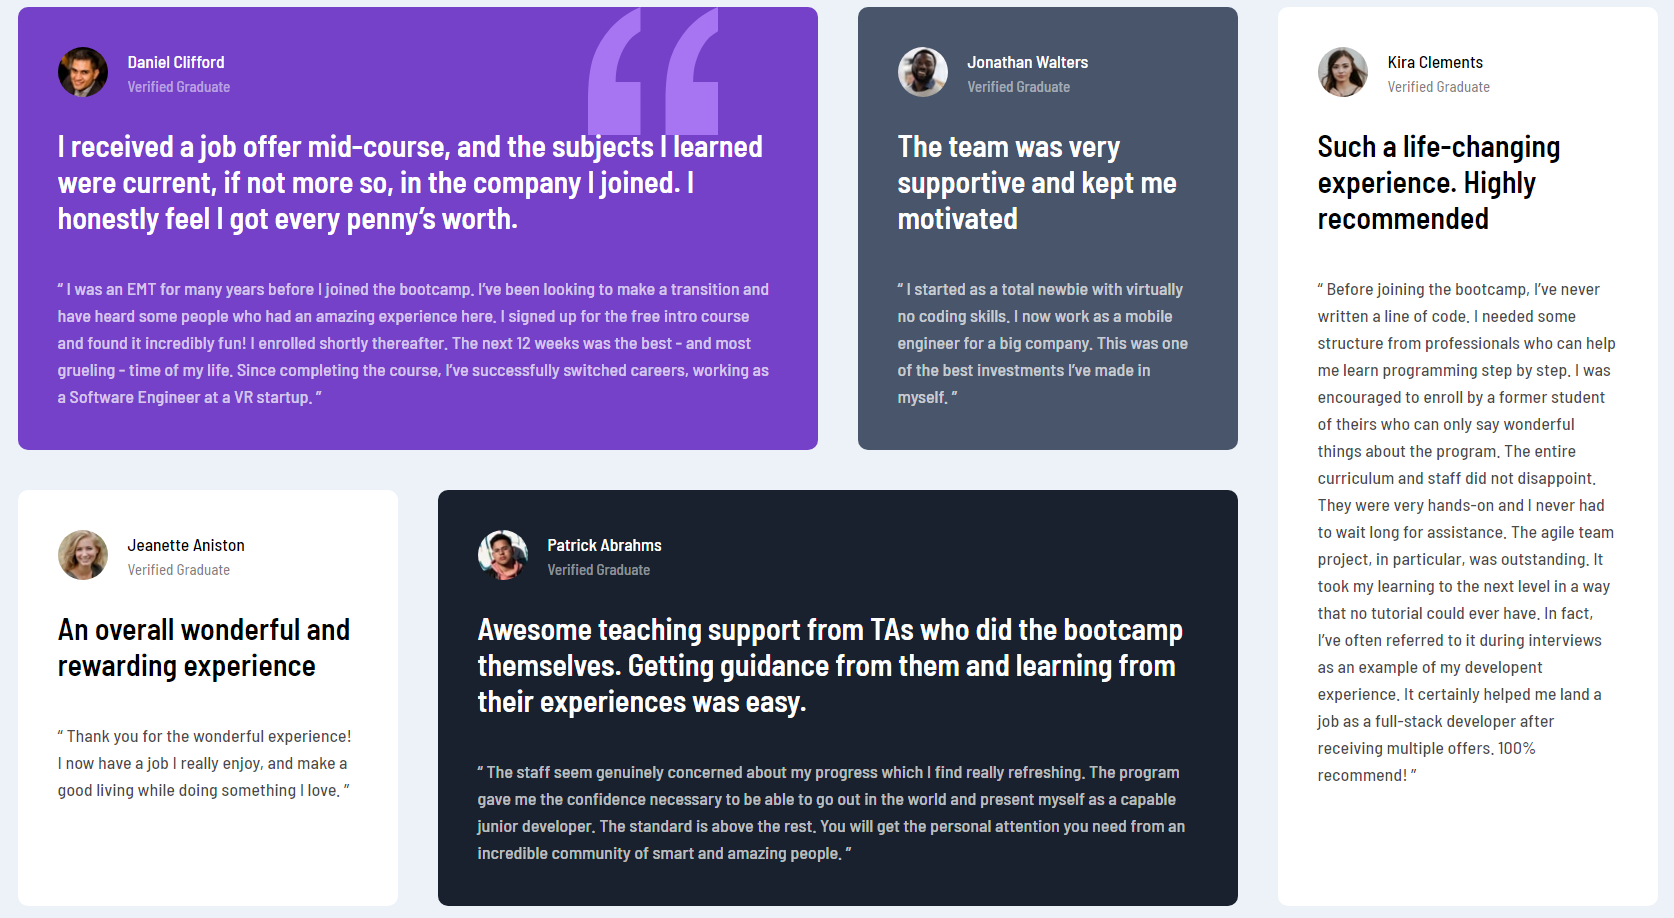 Daniel Clifford
Verified Graduate
I received a job offer mid-course, and the subjects I learned
were current, if not more so, in the company I joined. I
honestly feel I got every penny’s worth.
“ I was an EMT for many years before I joined the bootcamp. I’ve been looking to make a transition and
have heard some people who had an amazing experience here. I signed up for the free intro course
and found it incredibly fun! I enrolled shortly thereafter. The next 12 weeks was the best - and most
grueling - time of my life. Since completing the course, I’ve successfully switched careers, working as
a Software Engineer at a VR startup. ”
Jonathan Walters
Verified Graduate
The team was very
supportive and kept me
motivated
“ I started as a total newbie with virtually
no coding skills. I now work as a mobile
engineer for a big company. This was one
of the best investments I’ve made in
myself. ”
Kira Clements
Verified Graduate
Such a life-changing
experience. Highly
recommended
“ Before joining the bootcamp, I’ve never
written a line of code. I needed some
structure from professionals who can help
me learn programming step by step. I was
encouraged to enroll by a former student
of theirs who can only say wonderful
things about the program. The entire
curriculum and staff did not disappoint.
They were very hands-on and I never had
to wait long for assistance. The agile team
project, in particular, was outstanding. It
took my learning to the next level in a way
that no tutorial could ever have. In fact,
I’ve often referred to it during interviews
as an example of my developent
experience. It certainly helped me land a
job as a full-stack developer after
receiving multiple offers. 100%
recommend! ”
Jeanette Aniston
Verified Graduate
An overall wonderful and
rewarding experience
“ Thank you for the wonderful experience!
I now have a job I really enjoy, and make a
good living while doing something I love. ”
Patrick Abrahms
Verified Graduate
Awesome teaching support from TAs who did the bootcamp
themselves. Getting guidance from them and learning from
their experiences was easy.
“ The staff seem genuinely concerned about my progress which I find really refreshing. The program
gave me the confidence necessary to be able to go out in the world and present myself as a capable
junior developer. The standard is above the rest. You will get the personal attention you need from an
incredible community of smart and amazing people. ”